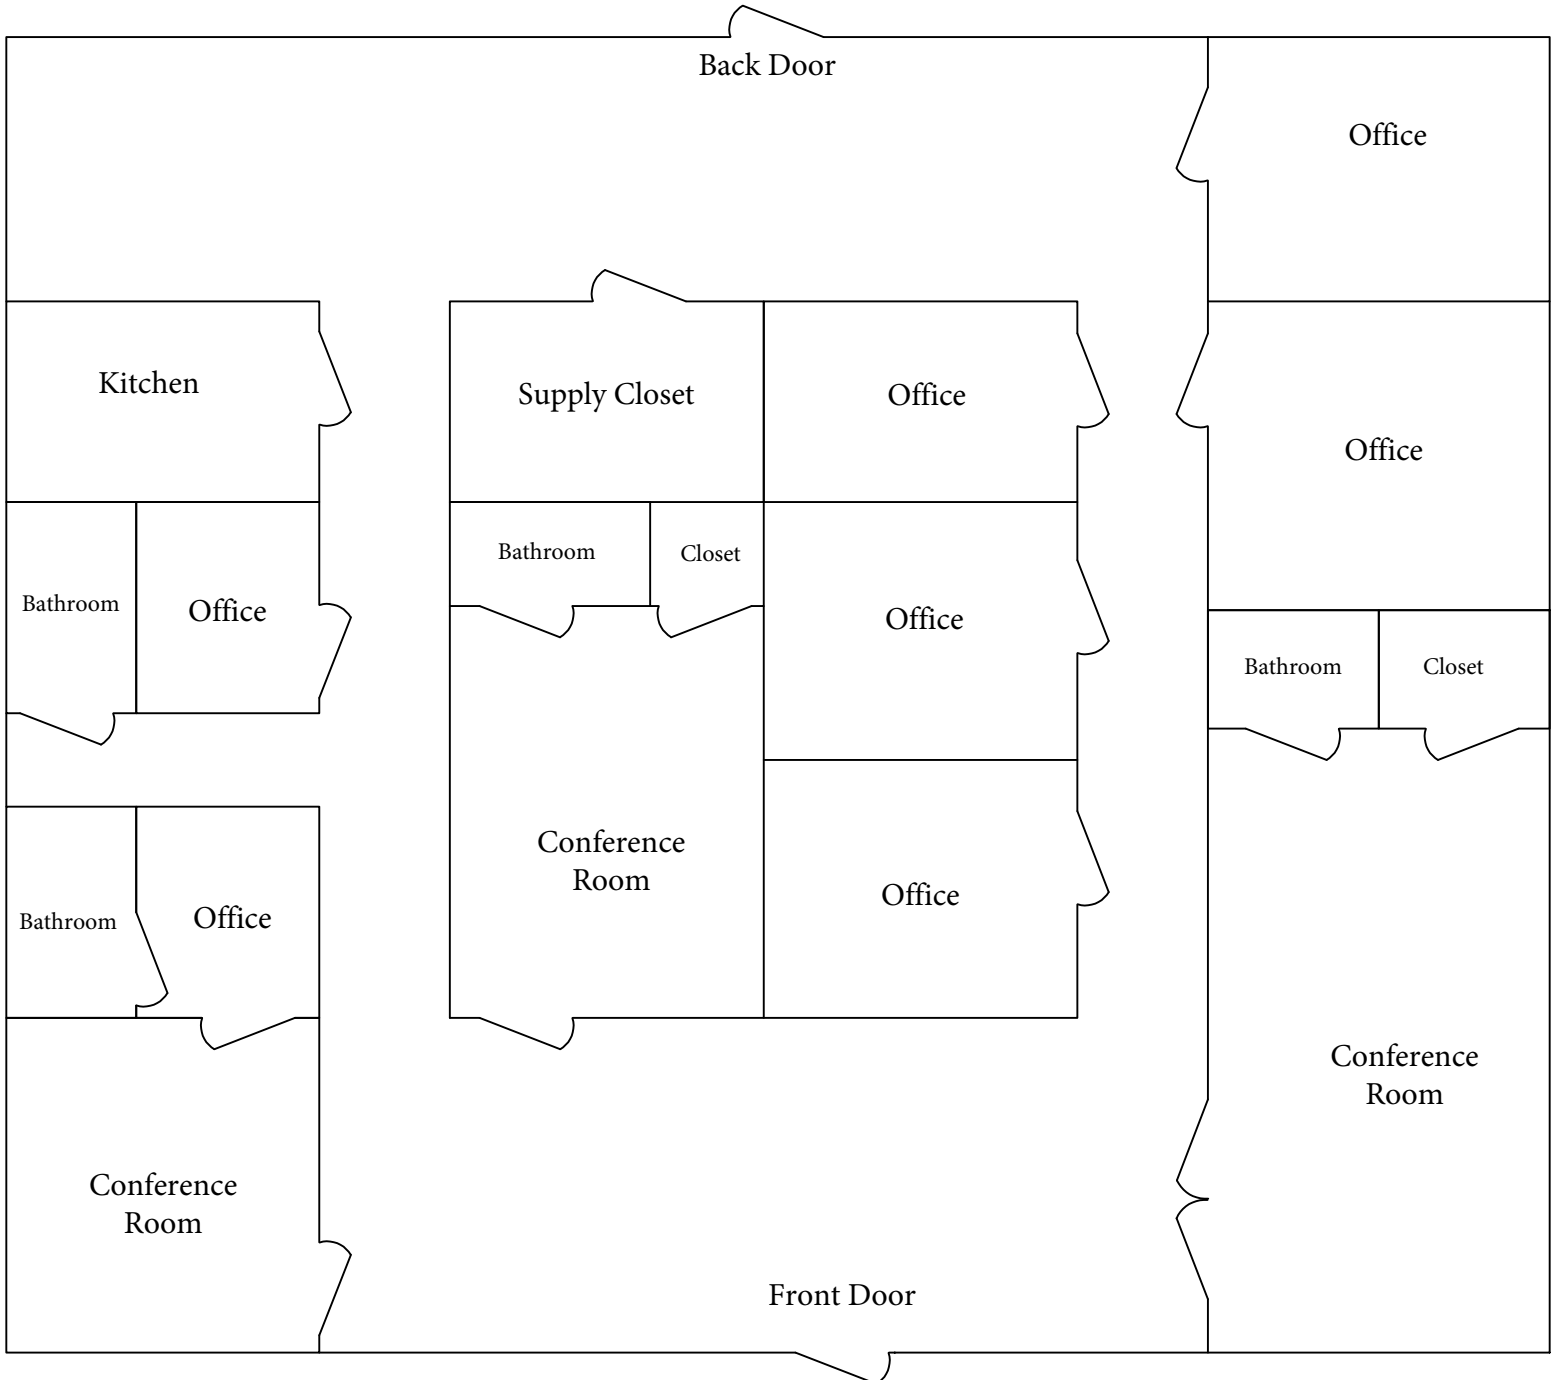 Back Door
Office
Kitchen
Supply Closet
Office
Office
Bathroom
Closet
Bathroom
Office
Office
Bathroom
Closet
Conference
Room
Office
Bathroom
Office
Conference
Room
Conference
Room
Front Door